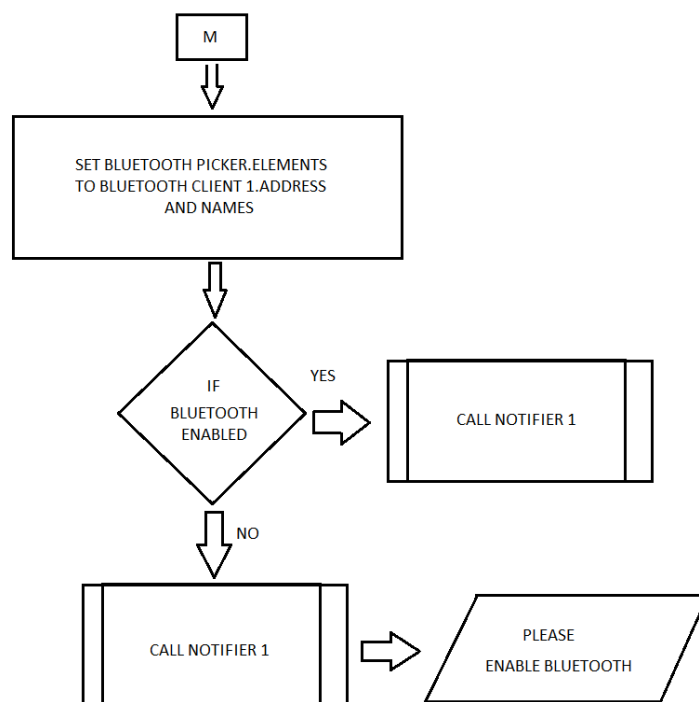 M
SET BLUETOOTH PICKER.ELEMENTS
TO BLUETOOTH CLIENT 1.ADDRESS
AND NAMES
IF
BLUETOOTH
ENABLED
YES
CALL NOTIFIER 1
NO
CALL NOTIFIER 1
PLEASE
ENABLE BLUETOOTH